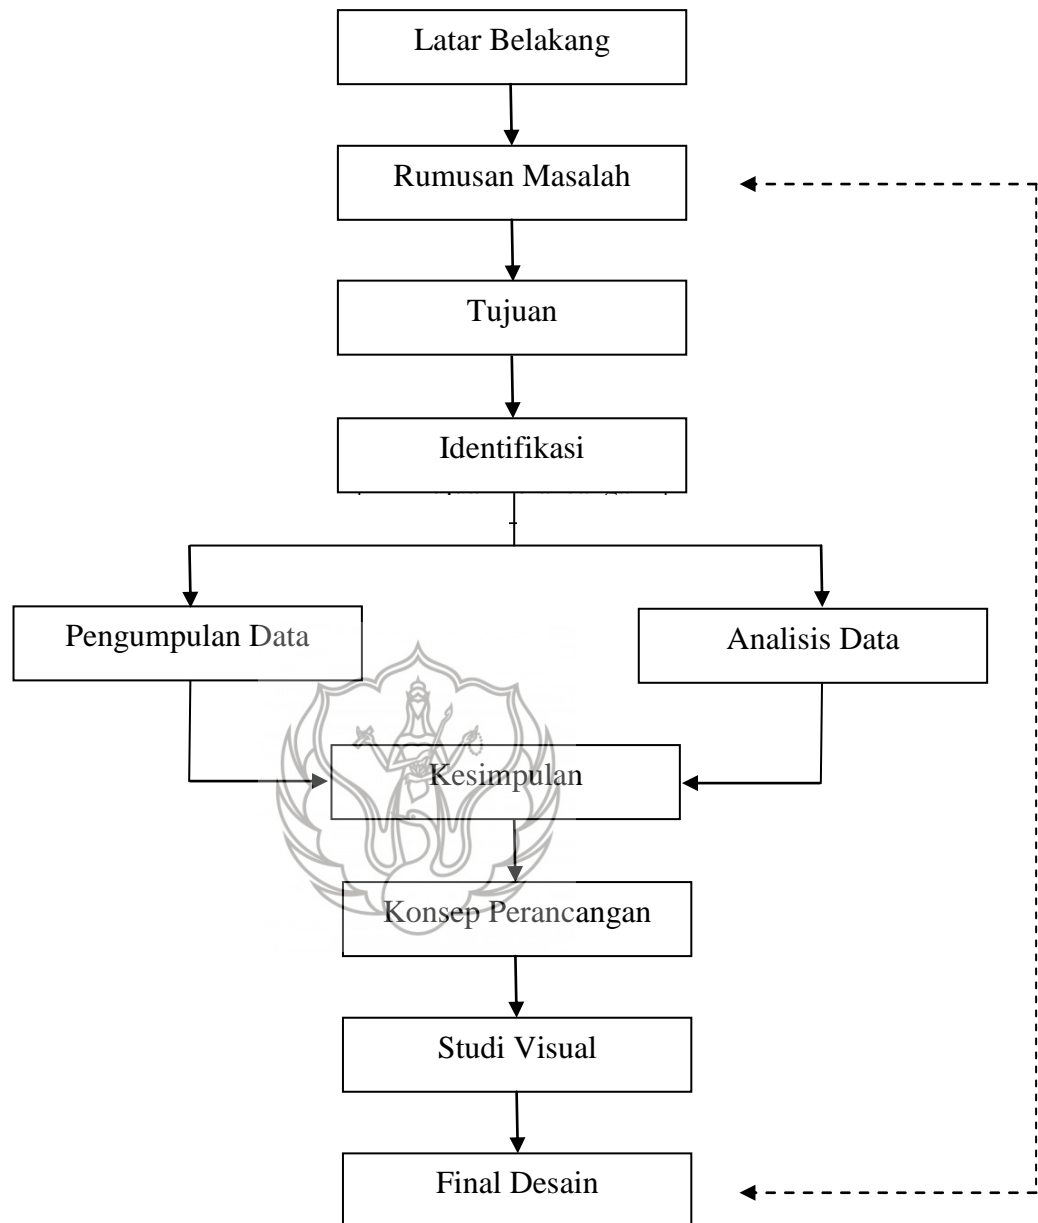 Latar Belakang
Rumusan Masalah
Tujuan
Identifikasi
Pengumpulan Data
Analisis Data
Kesimpulan
Konsep Perancangan
Studi Visual
Final Desain